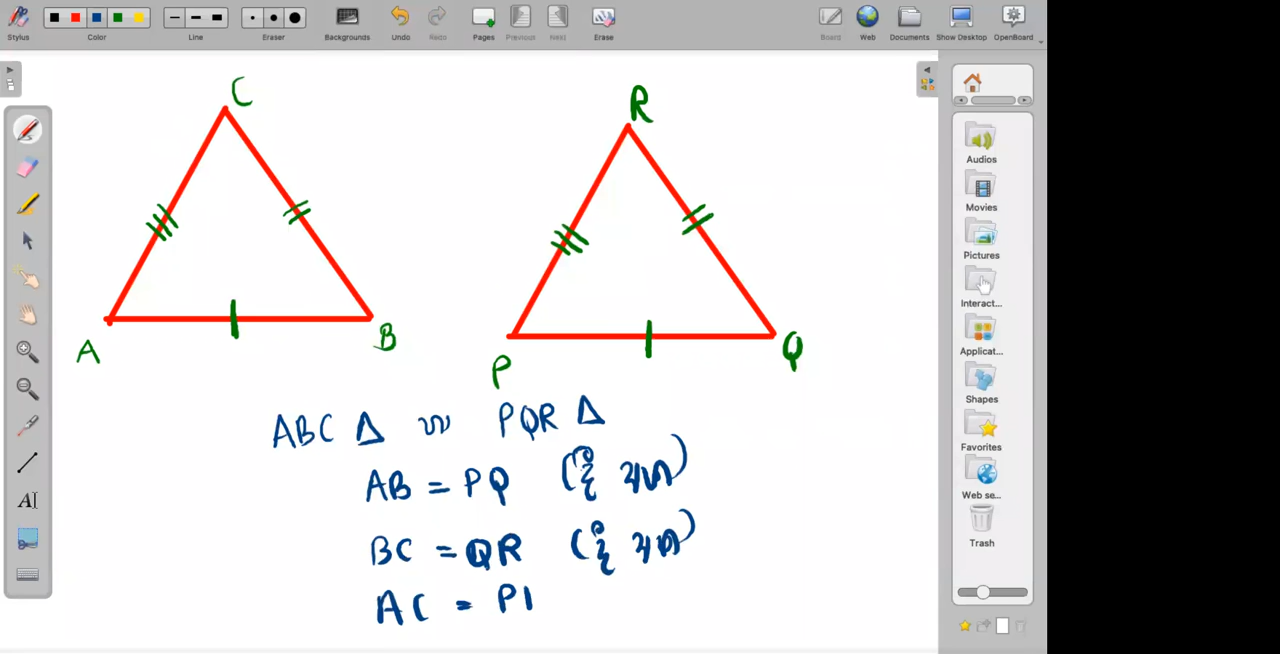 Stylus
Color
Line
Eraser
Backgrounds
Undo
Redo
Pages
Previous
Next
Erase
Board
Web
Documents
Show Desktop
OpenBoard
C
A
B
R
P
Q
ABC Δ PQR Δ
AB = PQ (දී ඇත)
BC = QR (දී ඇත)
AC = P
Audios
Movies
Pictures
Interact...
Applicat...
Shapes
Favorites
Web se...
Trash